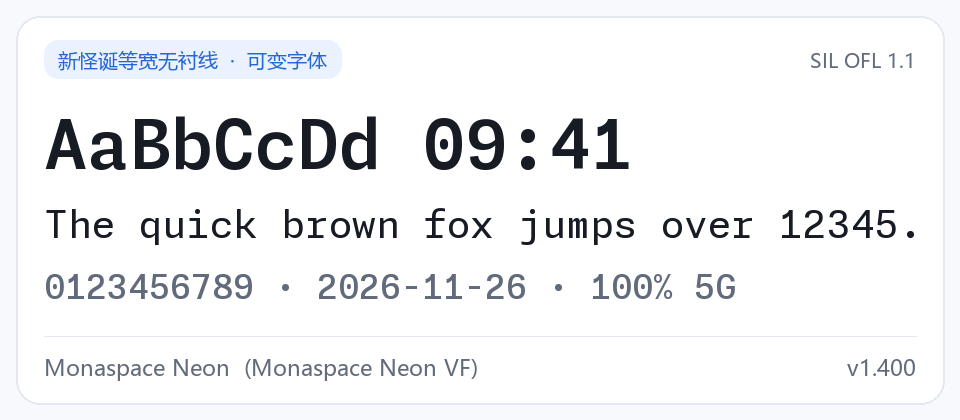 新怪诞等宽无衬线 · 可变字体
SIL OFL 1.1
AaBbCcDd 09:41
The quick brown fox jumps over 12345.
0123456789 · 2026-11-26 · 100% 5G
Monaspace Neon (Monaspace Neon VF)
v1.400